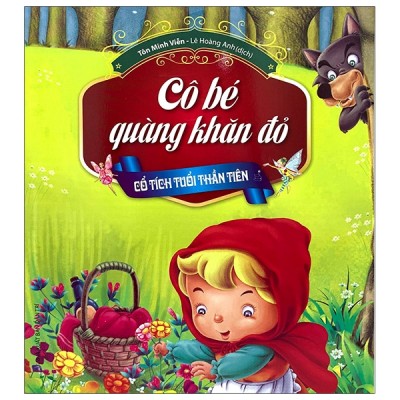 Tôn Minh Viễn - Lê Hoàng Anh (dịch)
Cô bé
quàng khăn đỏ
CỔ TÍCH TUỔI THẦN TIÊN